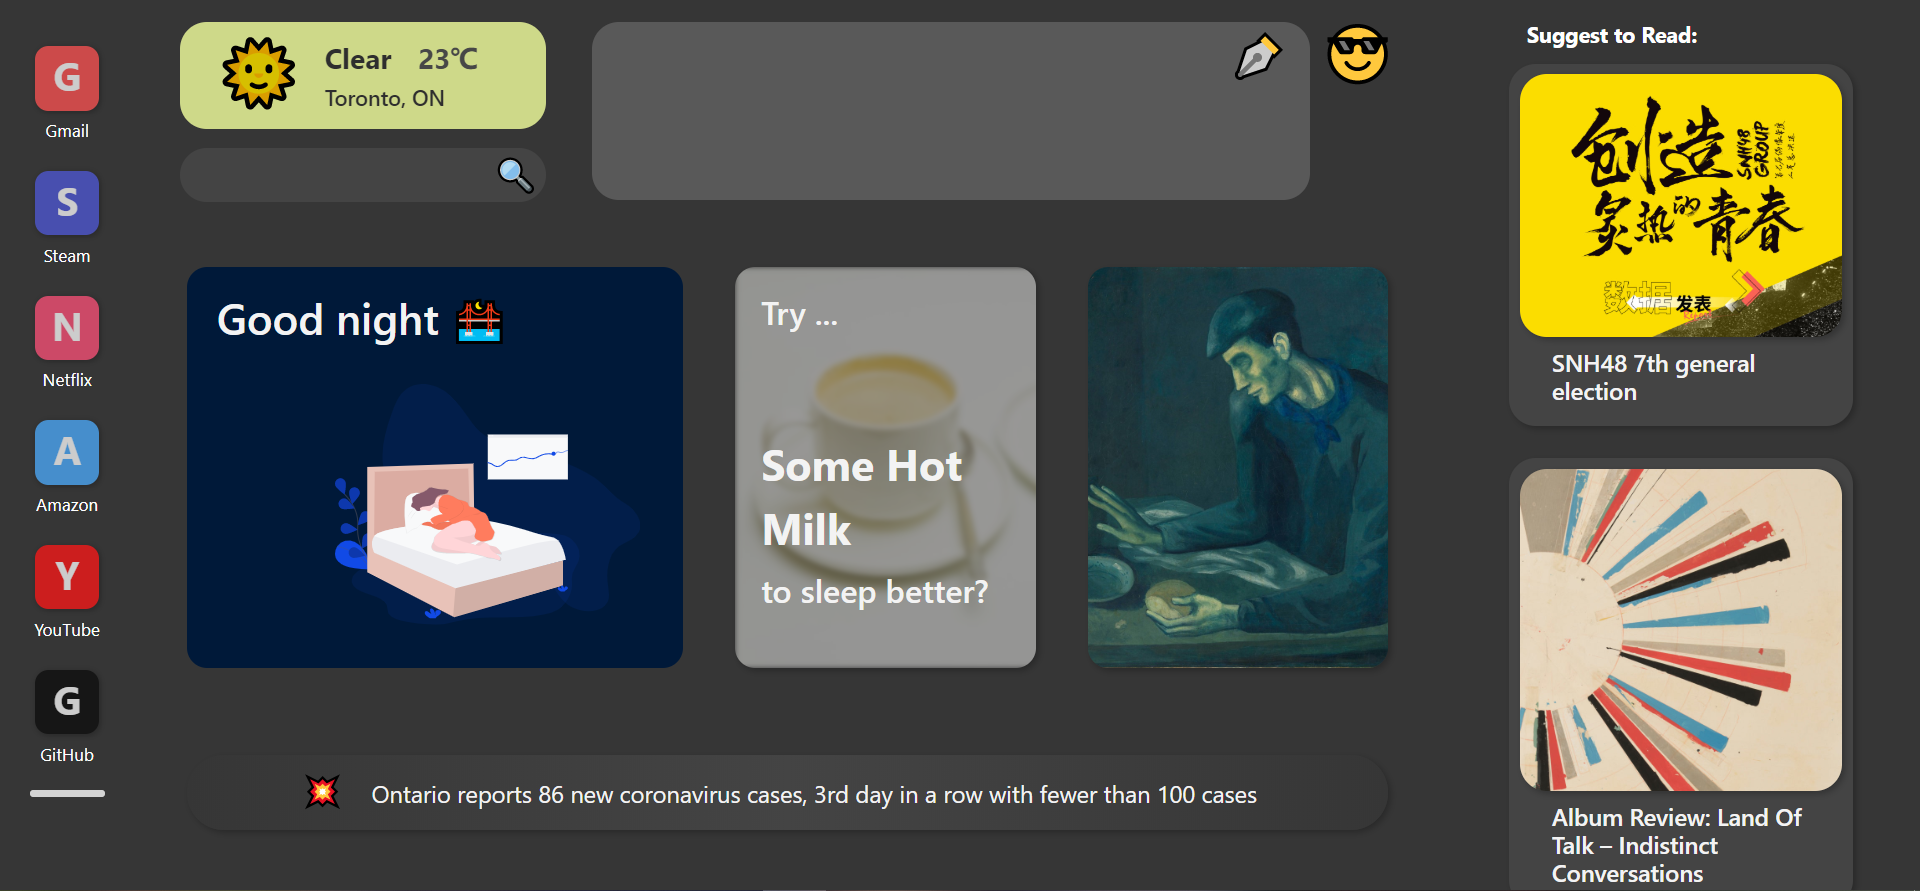 G
Gmail
S
Steam
N
Netflix
A
Amazon
Y
YouTube
G
GitHub
Clear 23℃
Toronto, ON
Good night
Try ...
Some Hot
Milk
to sleep better?
Ontario reports 86 new coronavirus cases, 3rd day in a row with fewer than 100 cases
Suggest to Read:
创造
SNH48
GROUP
炙热的青春
数据 发表
SNH48 7th general
election
Album Review: Land Of
Talk – Indistinct
Conversations